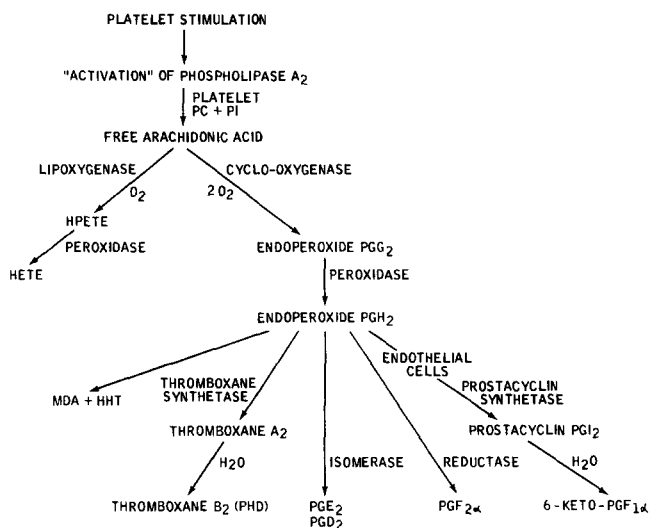 PLATELET STIMULATION
"ACTIVATION" OF PHOSPHOLIPASE A2
PLATELET
PC + PI
FREE ARACHIDONIC ACID
LIPOXYGENASE
CYCLO-OXYGENASE
O2
2 O2
HPETE
PEROXIDASE
ENDOPEROXIDE PGG2
HETE
PEROXIDASE
ENDOPEROXIDE PGH2
ENDOTHELIAL
CELLS
THROMBOXANE
SYNTHETASE
PROSTACYCLIN
SYNTHETASE
MDA + HHT
THROMBOXANE A2
PROSTACYCLIN PGI2
H2O
ISOMERASE
REDUCTASE
H2O
THROMBOXANE B2 (PHD)
PGE2
PGD2
PGF2α
6-KETO-PGF1α